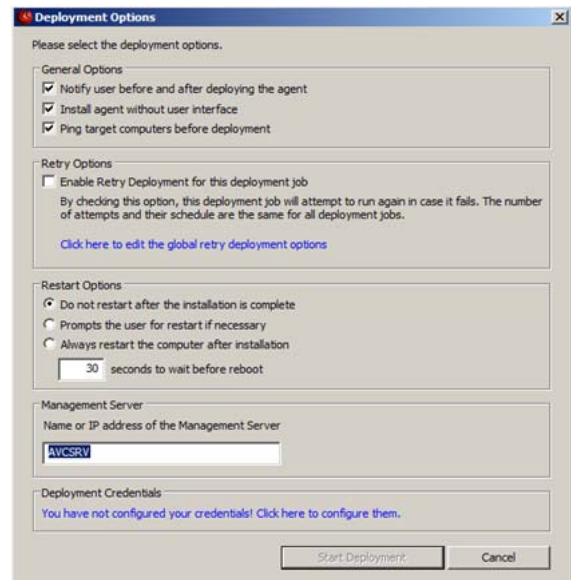 Deployment Options
Please select the deployment options.
General Options
Notify user before and after deploying the agent
Install agent without user interface
Ping target computers before deployment
Retry Options
Enable Retry Deployment for this deployment job
By checking this option, this deployment job will attempt to run again in case it fails. The number
of attempts and their schedule are the same for all deployment jobs.
Click here to edit the global retry deployment options
Restart Options
Do not restart after the installation is complete
Prompts the user for restart if necessary
Always restart the computer after installation
30 seconds to wait before reboot
Management Server
Name or IP address of the Management Server
AVCSRV
Deployment Credentials
You have not configured your credentials! Click here to configure them.
Start Deployment Cancel